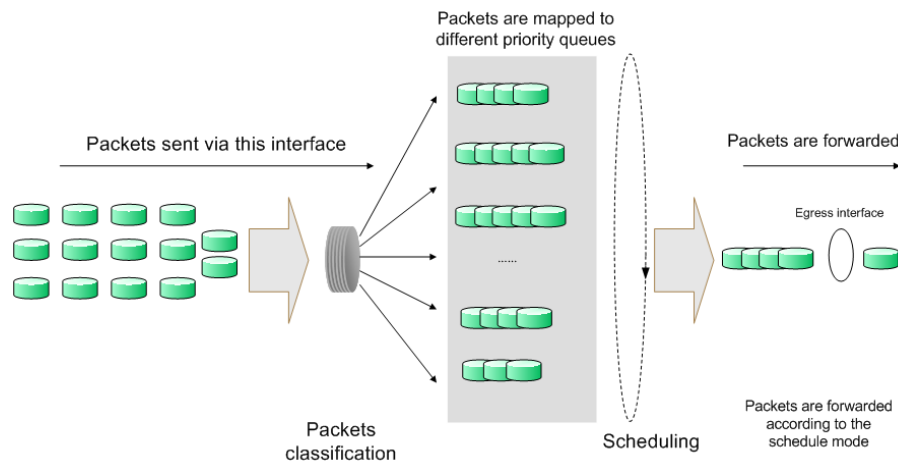 Packets are mapped to
different priority queues
Packets sent via this interface
Packets are forwarded
Egress interface
......
Packets
classification
Scheduling
Packets are forwarded
according to the
schedule mode